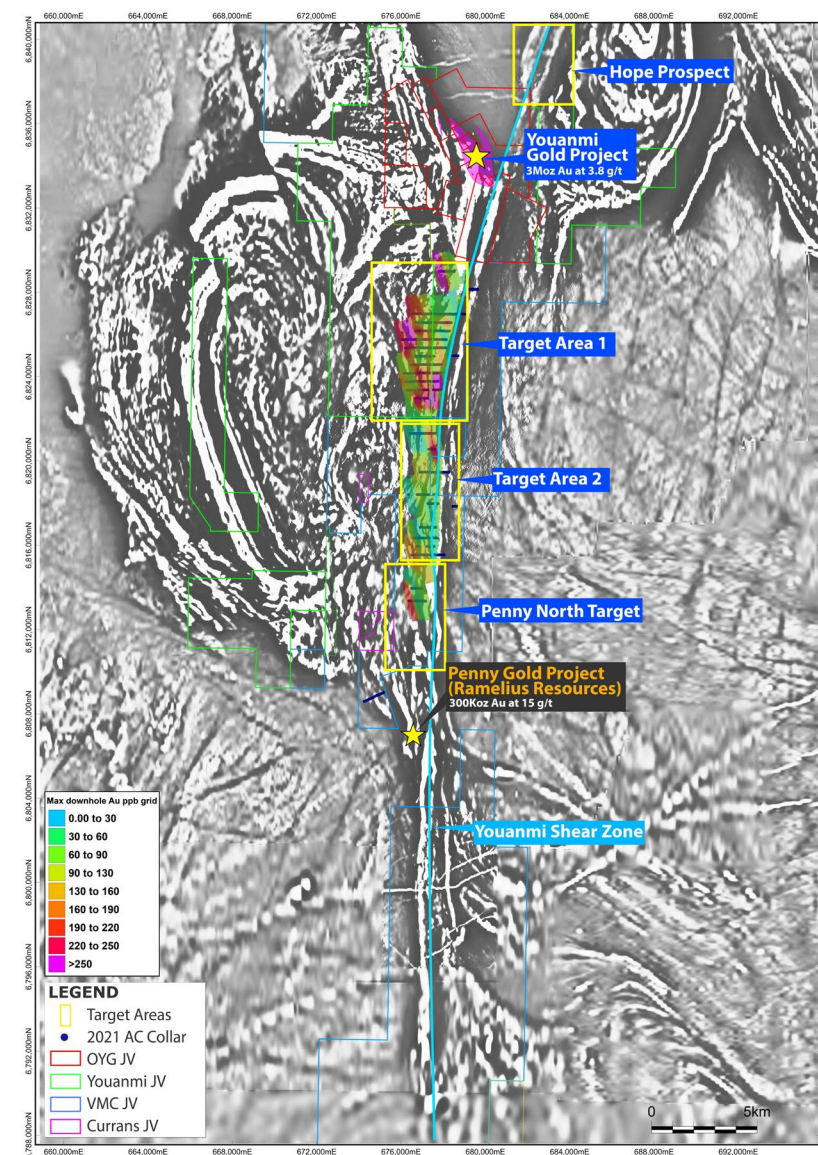 660,000mE 664,000mE 668,000mE 672,000mE 676,000mE 680,000mE 684,000mE 688,000mE 692,000mE
6,840,000mN
Hope Prospect
6,836,000mN
Youanmi
Gold Project
3Moz Au at 3.8 g/t
6,832,000mN
6,828,000mN
Target Area 1
6,824,000mN
6,820,000mN
Target Area 2
6,816,000mN
Penny North Target
6,812,000mN
Penny Gold Project
(Ramelius Resources)
300Koz Au at 15 g/t
6,808,000mN
6,804,000mN
Youanmi Shear Zone
6,800,000mN
6,796,000mN
6,792,000mN
,788,000mN
Max downhole Au ppb grid
0.00 to 30
30 to 60
60 to 90
90 to 130
130 to 160
160 to 190
190 to 220
220 to 250
>250
LEGEND
Target Areas
2021 AC Collar
OYG JV
Youanmi JV
VMC JV
Currans JV
0 5km
660,000mE 664,000mE 668,000mE 672,000mE 676,000mE 680,000mE 684,000mE 688,000mE 692,000mE